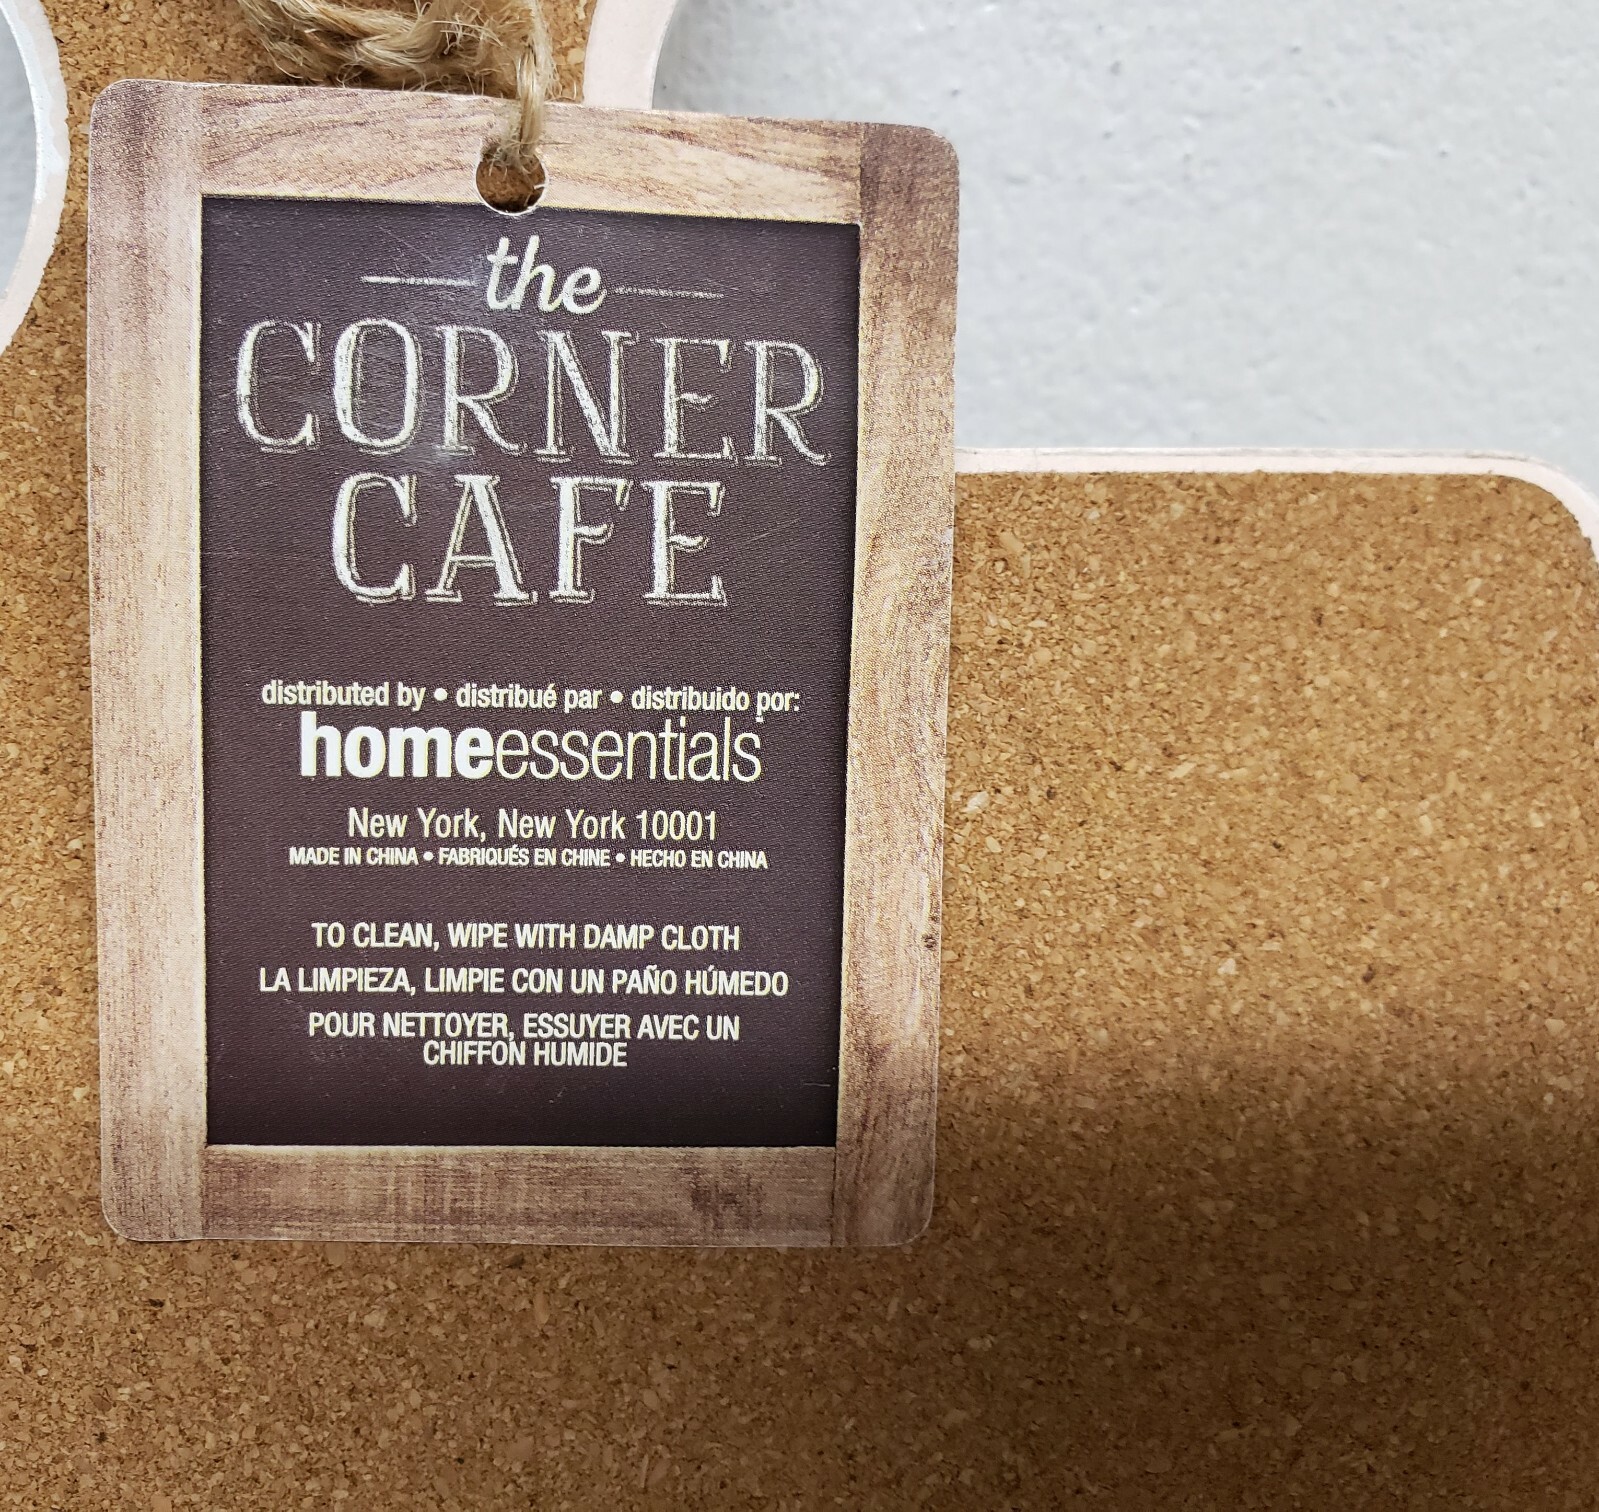 the
CORNER
CAFE
distributed by • distribué par • distribuido por:
homeessentials
New York, New York 10001
MADE IN CHINA • FABRIQUÉS EN CHINE • HECHO EN CHINA
TO CLEAN, WIPE WITH DAMP CLOTH
LA LIMPIEZA, LIMPIE CON UN PAÑO HÚMEDO
POUR NETTOYER, ESSUYER AVEC UN
CHIFFON HUMIDE